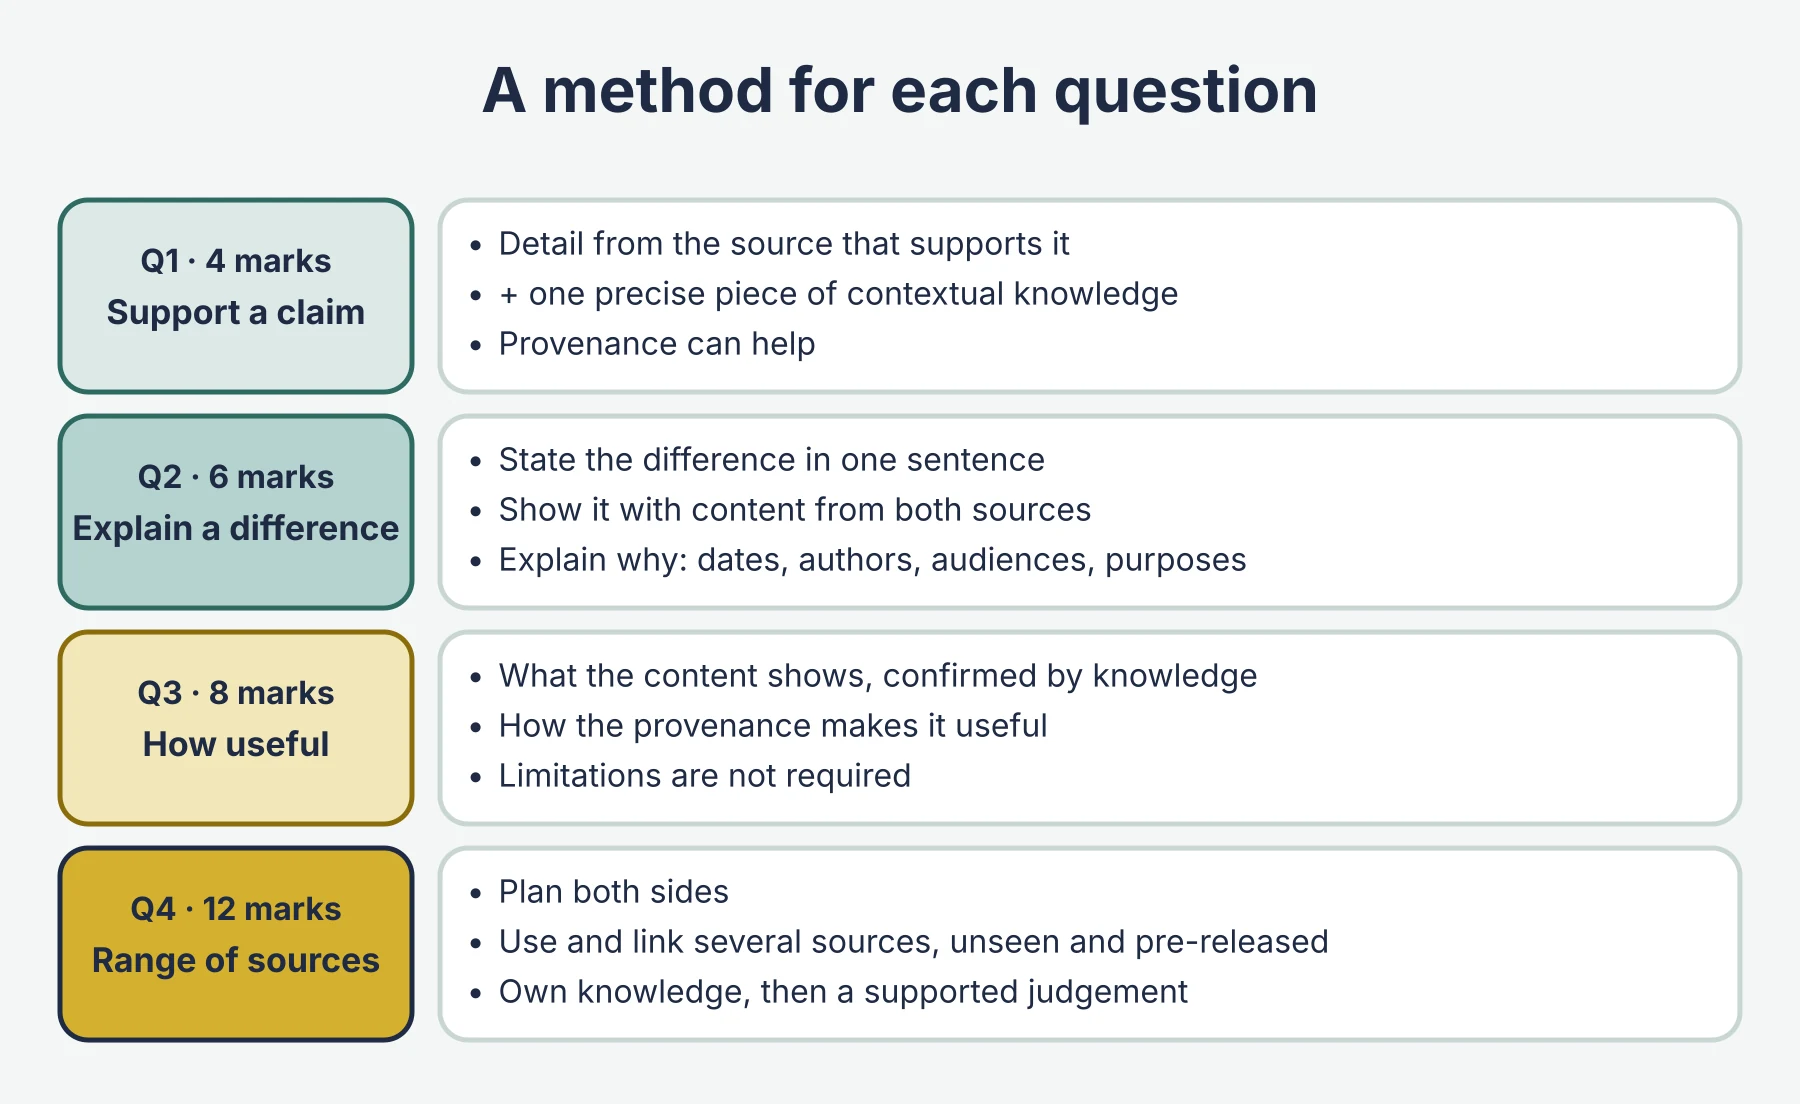 A method for each question
Q1 · 4 marks
Support a claim
• Detail from the source that supports it
• + one precise piece of contextual knowledge
• Provenance can help
Q2 · 6 marks
Explain a difference
• State the difference in one sentence
• Show it with content from both sources
• Explain why: dates, authors, audiences, purposes
Q3 · 8 marks
How useful
• What the content shows, confirmed by knowledge
• How the provenance makes it useful
• Limitations are not required
Q4 · 12 marks
Range of sources
• Plan both sides
• Use and link several sources, unseen and pre-released
• Own knowledge, then a supported judgement